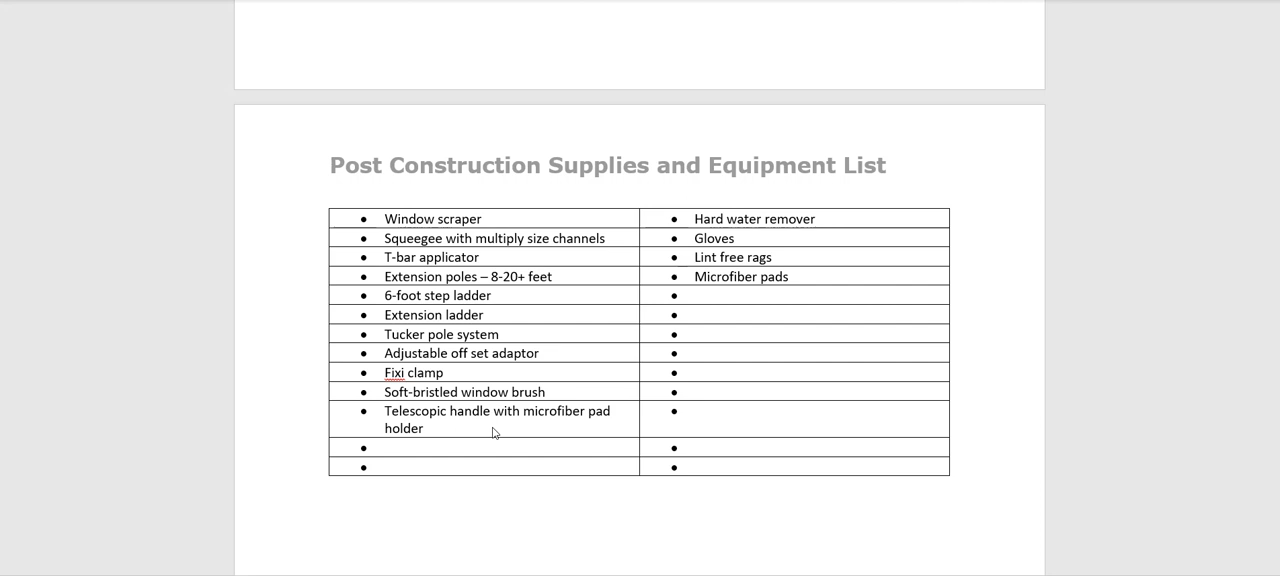 Post Construction Supplies and Equipment List
• Window scraper
• Hard water remover
• Squeegee with multiply size channels
• Gloves
• T-bar applicator
• Lint free rags
• Extension poles – 8-20+ feet
• Microfiber pads
• 6-foot step ladder
•
• Extension ladder
•
• Tucker pole system
•
• Adjustable off set adaptor
•
• Fixi clamp
•
• Soft-bristled window brush
•
• Telescopic handle with microfiber pad
holder
•
•
•
•
•